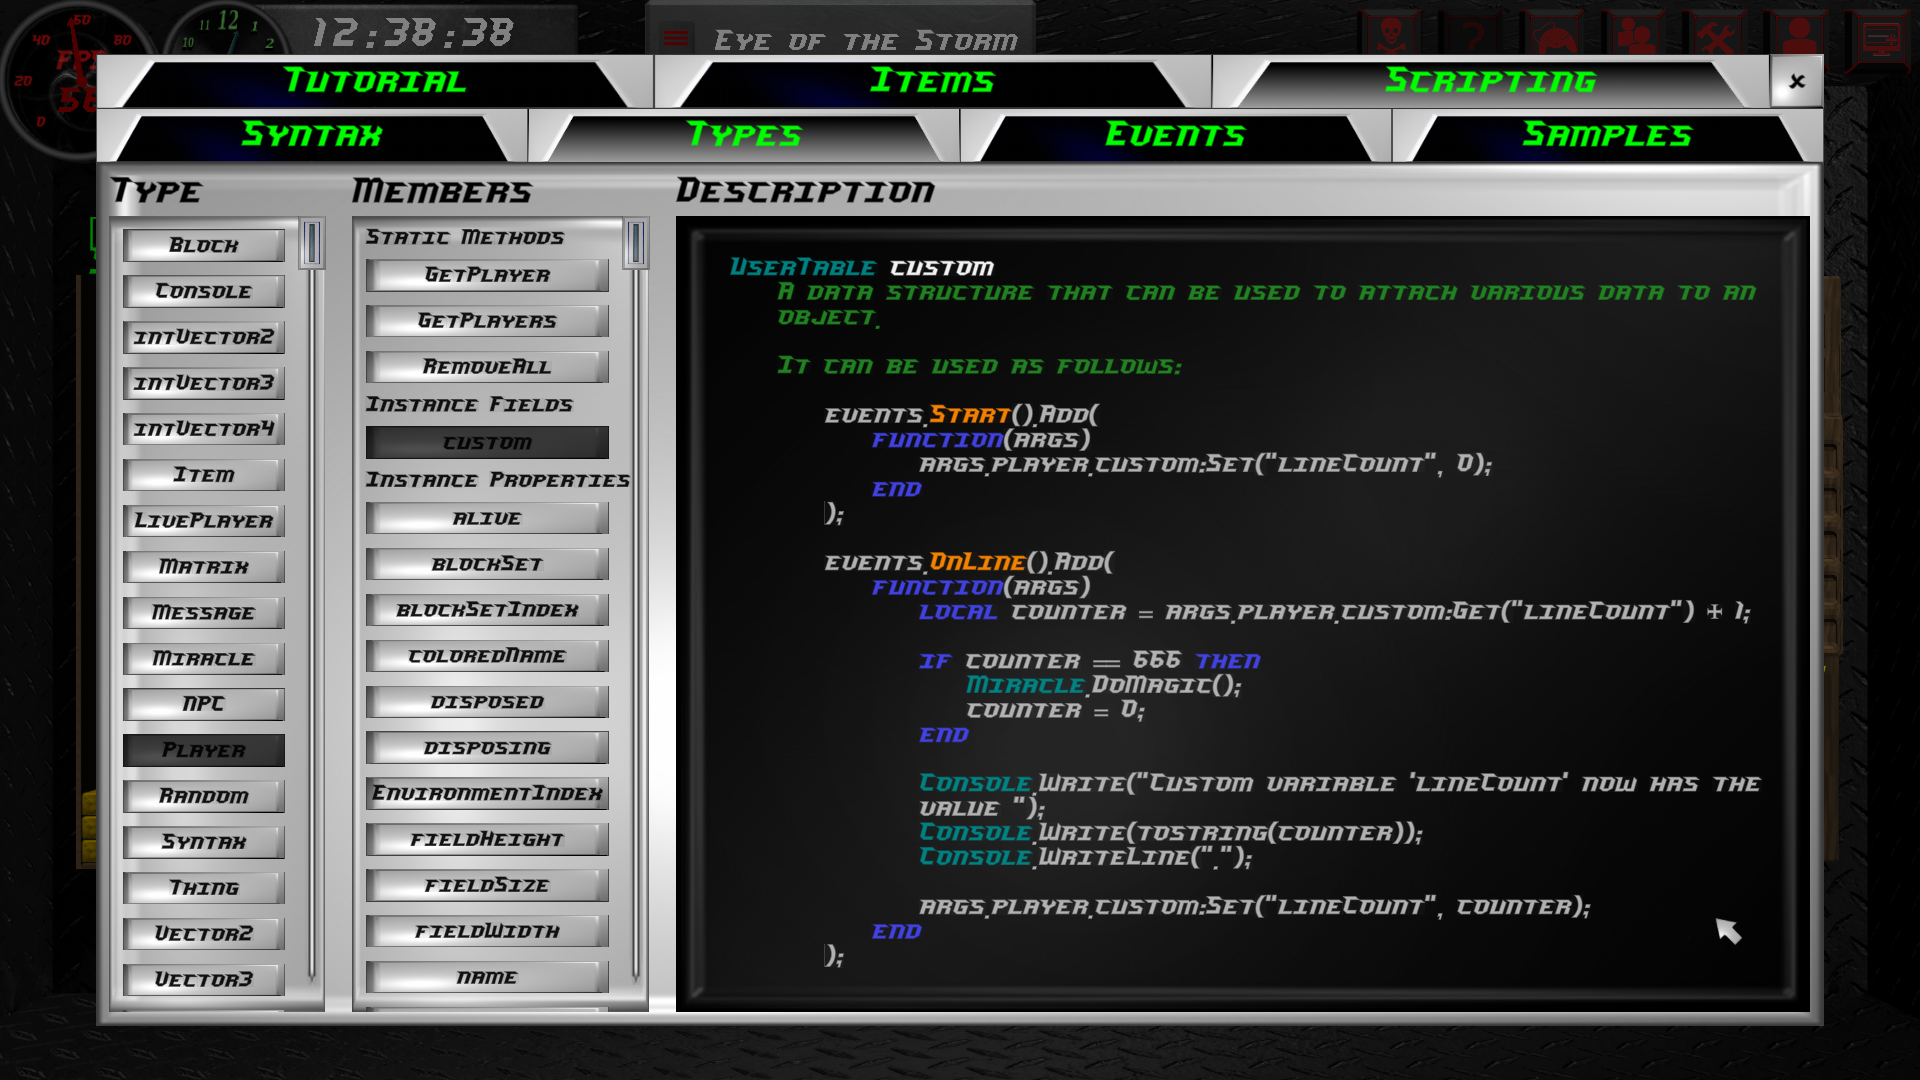 60
40
80
FPS
20
0
11
12
1
10
2
12:38:38
Eye of the Storm
Tutorial
Items
Scripting
x
Syntax
Types
Events
Samples
Type
Members
Description
Block
Console
intVector2
intVector3
intVector4
Item
LivePlayer
Matrix
Message
Miracle
NPC
Player
Random
Syntax
Thing
Vector2
Vector3
Static Methods
GetPlayer
GetPlayers
RemoveAll
Instance Fields
custom
Instance Properties
alive
blockSet
blockSetIndex
coloredName
disposed
disposing
EnvironmentIndex
fieldHeight
fieldSize
fieldWidth
name
UserTable custom
A data structure that can be used to attach various data to an
object.
It can be used as follows:
events.Start().Add(
function(args)
args.player.custom:Set("lineCount", 0);
end
);
events.OnLine().Add(
function(args)
local counter = args.player.custom:Get("lineCount") + 1;
if counter == 666 then
Miracle.DoMagic();
counter = 0;
end
Console.Write("Custom variable 'lineCount' now has the
value ");
Console.Write(tostring(counter));
Console.WriteLine(".");
args.player.custom:Set("lineCount", counter);
end
);